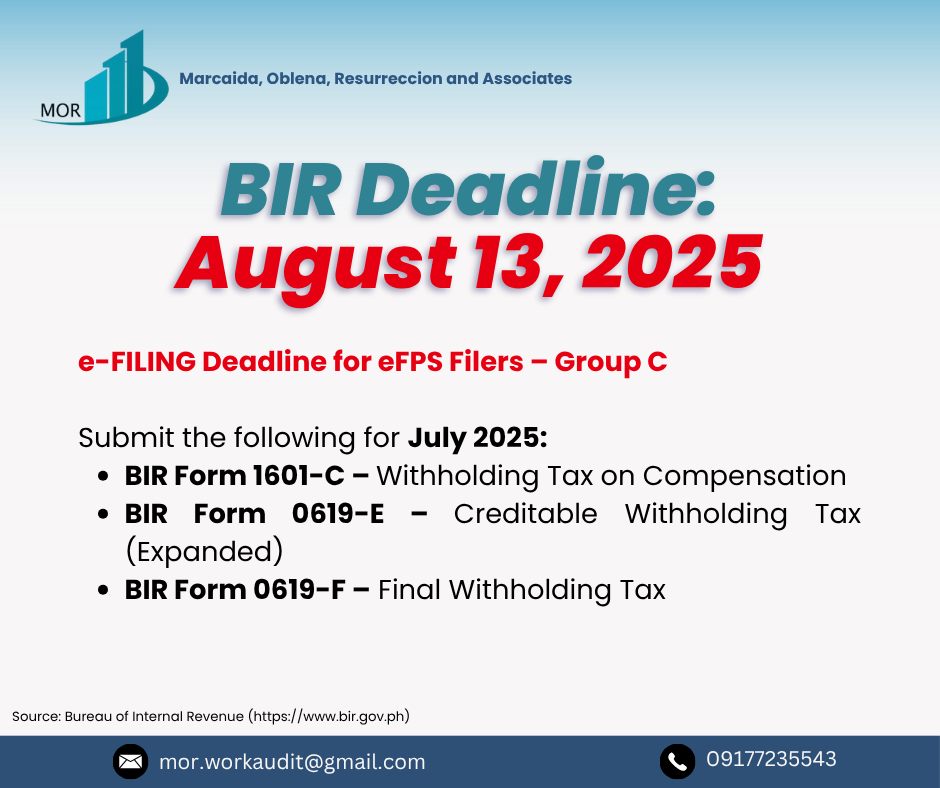 MOR
Marcaida, Oblena, Resurreccion and Associates
BIR Deadline:
August 13, 2025
e-FILING Deadline for eFPS Filers – Group C
Submit the following for July 2025:
• BIR Form 1601-C – Withholding Tax on Compensation
• BIR Form 0619-E – Creditable Withholding Tax
(Expanded)
• BIR Form 0619-F – Final Withholding Tax
Source: Bureau of Internal Revenue (https://www.bir.gov.ph)
mor.workaudit@gmail.com
09177235543